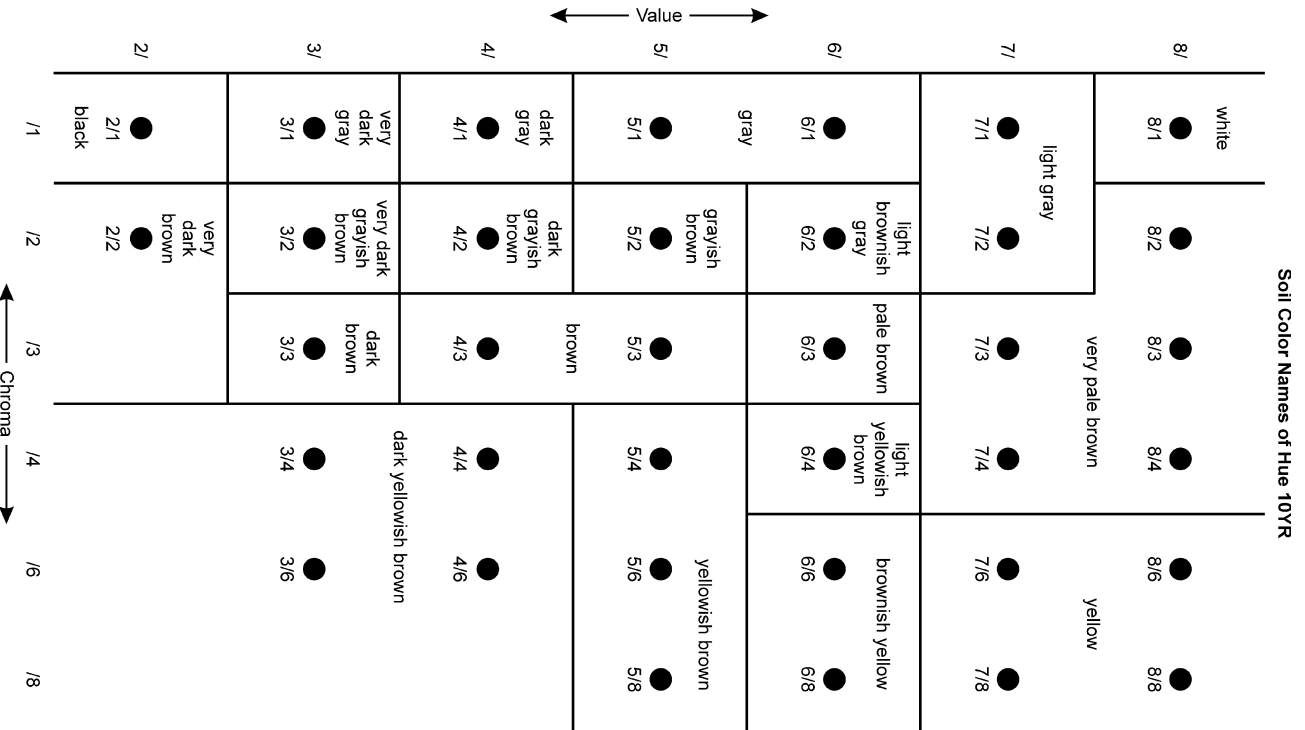 Soil Color Names of Hue 10YR
Value
8/
white
8/1
8/2
8/3
8/4
8/6
8/8
very pale brown
yellow
7/
light gray
7/1
7/2
7/3
7/4
7/6
7/8
6/
light
brownish
gray
pale brown
light
yellowish
brown
brownish yellow
6/1
6/2
6/3
6/4
6/6
6/8
gray
5/
grayish
brown
yellowish brown
5/1
5/2
5/3
5/4
5/6
5/8
brown
4/
dark
gray
dark
grayish
brown
4/1
4/2
4/3
4/4
4/6
dark yellowish brown
3/
very
dark
gray
very dark
grayish
brown
dark
brown
3/1
3/2
3/3
3/4
3/6
2/
very
dark
brown
2/1
2/2
black
/1
/2
/3
/4
/6
/8
Chroma